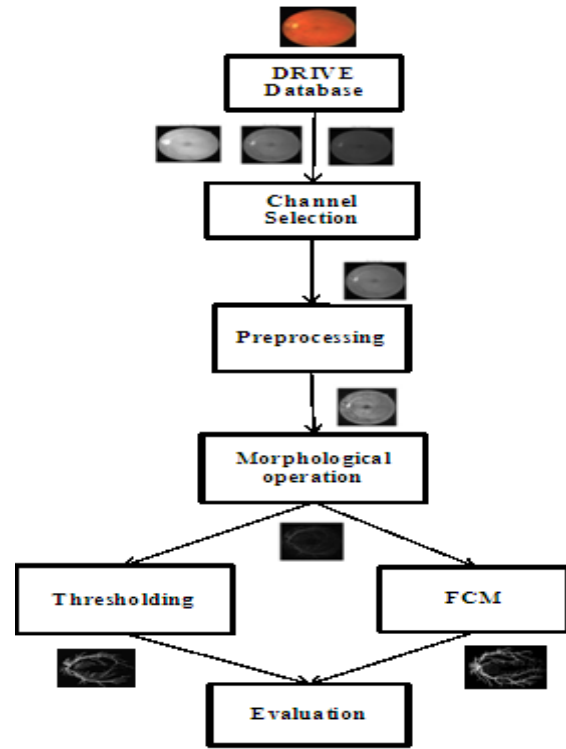 DRIVE
Database
Channel
Selection
Preprocessing
Morphological
operation
Thresholding
FCM
Evaluation